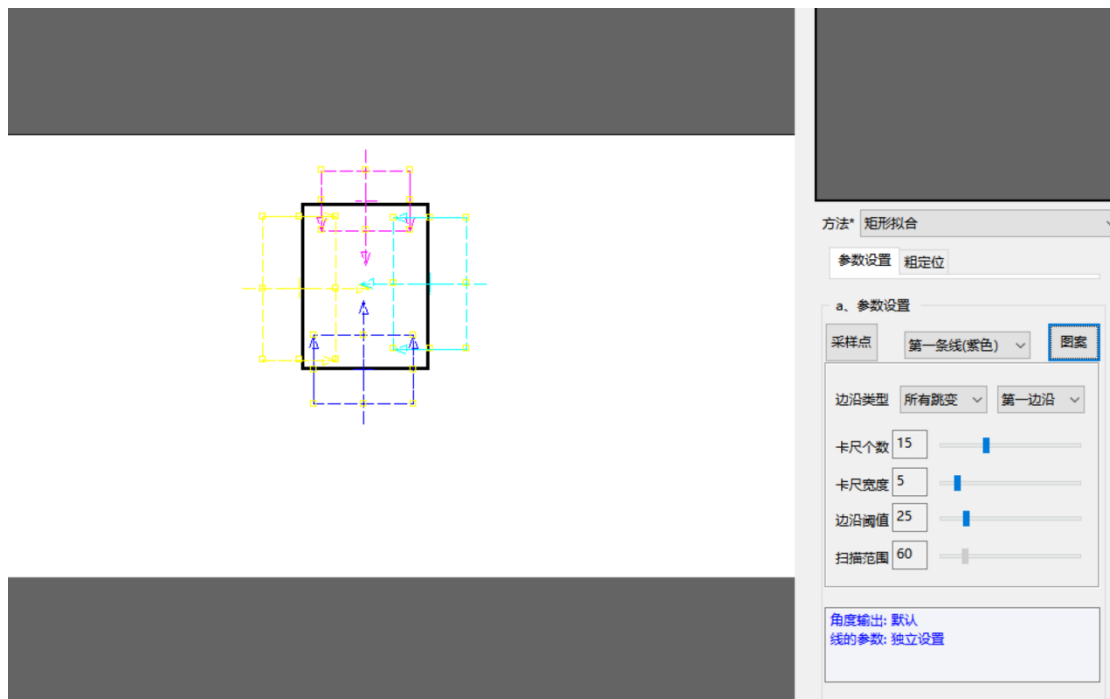 方法* 矩形拟合
参数设置 粗定位
a、参数设置
采样点 第一条线(紫色) 图案
边沿类型 所有跳变 第一边沿
卡尺个数 15
卡尺宽度 5
边沿阈值 25
扫描范围 60
角度输出: 默认
线的参数: 独立设置